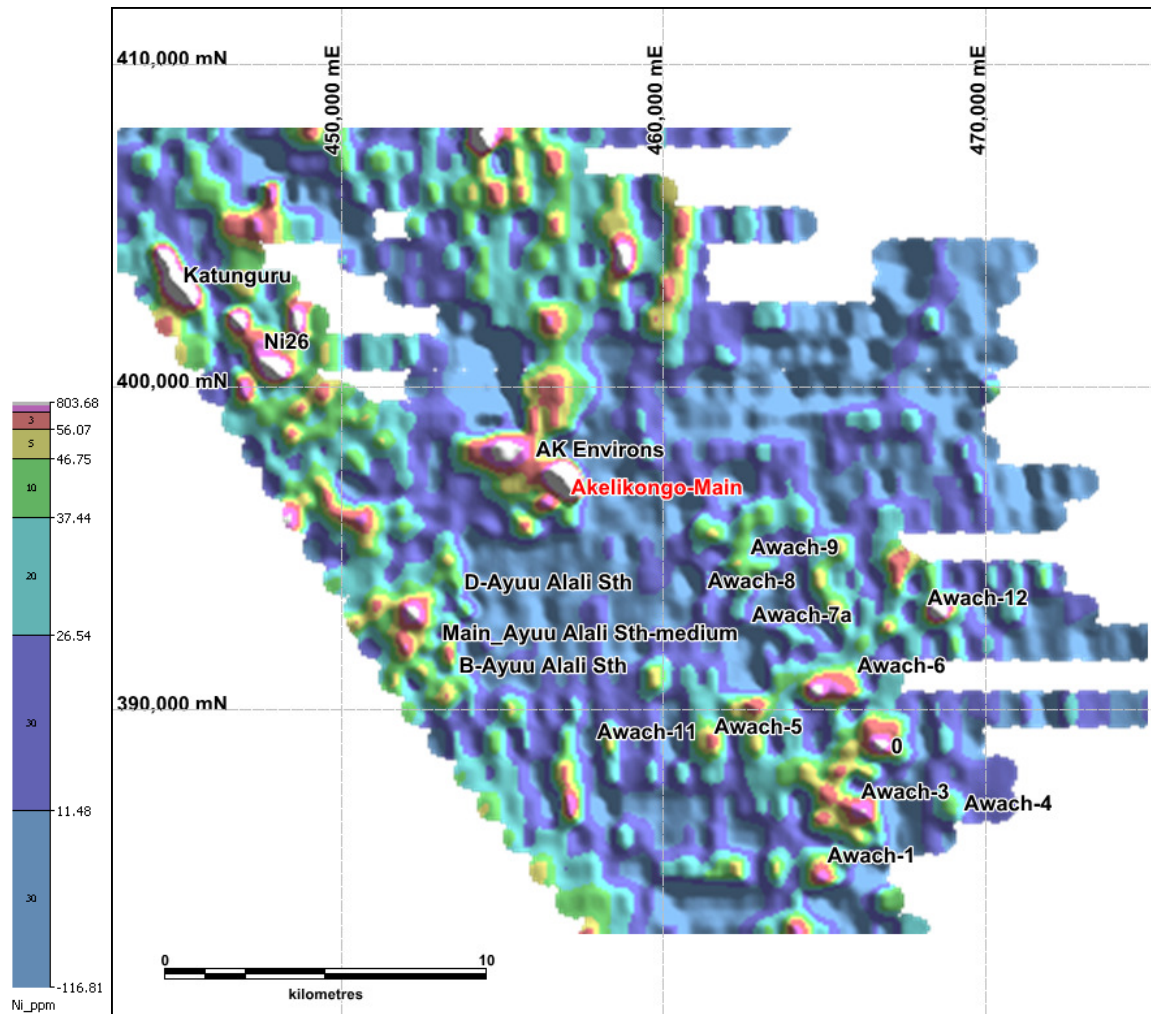 410,000 mN
450,000 mE
460,000 mE
470,000 mE
Katunguru
Ni26
400,000 mN
803.68
3
56.07
5
46.75
10
37.44
20
26.54
30
11.48
30
-116.81
Ni_ppm
AK Environs
Akelikongo-Main
Awach-9
D-Ayuu Alali Sth
Awach-8
Awach-12
Awach-7a
Main_Ayuu Alali Sth-medium
B-Ayuu Alali Sth
Awach-6
390,000 mN
Awach-11
Awach-5
0
Awach-3
Awach-4
Awach-1
0
10
kilometres